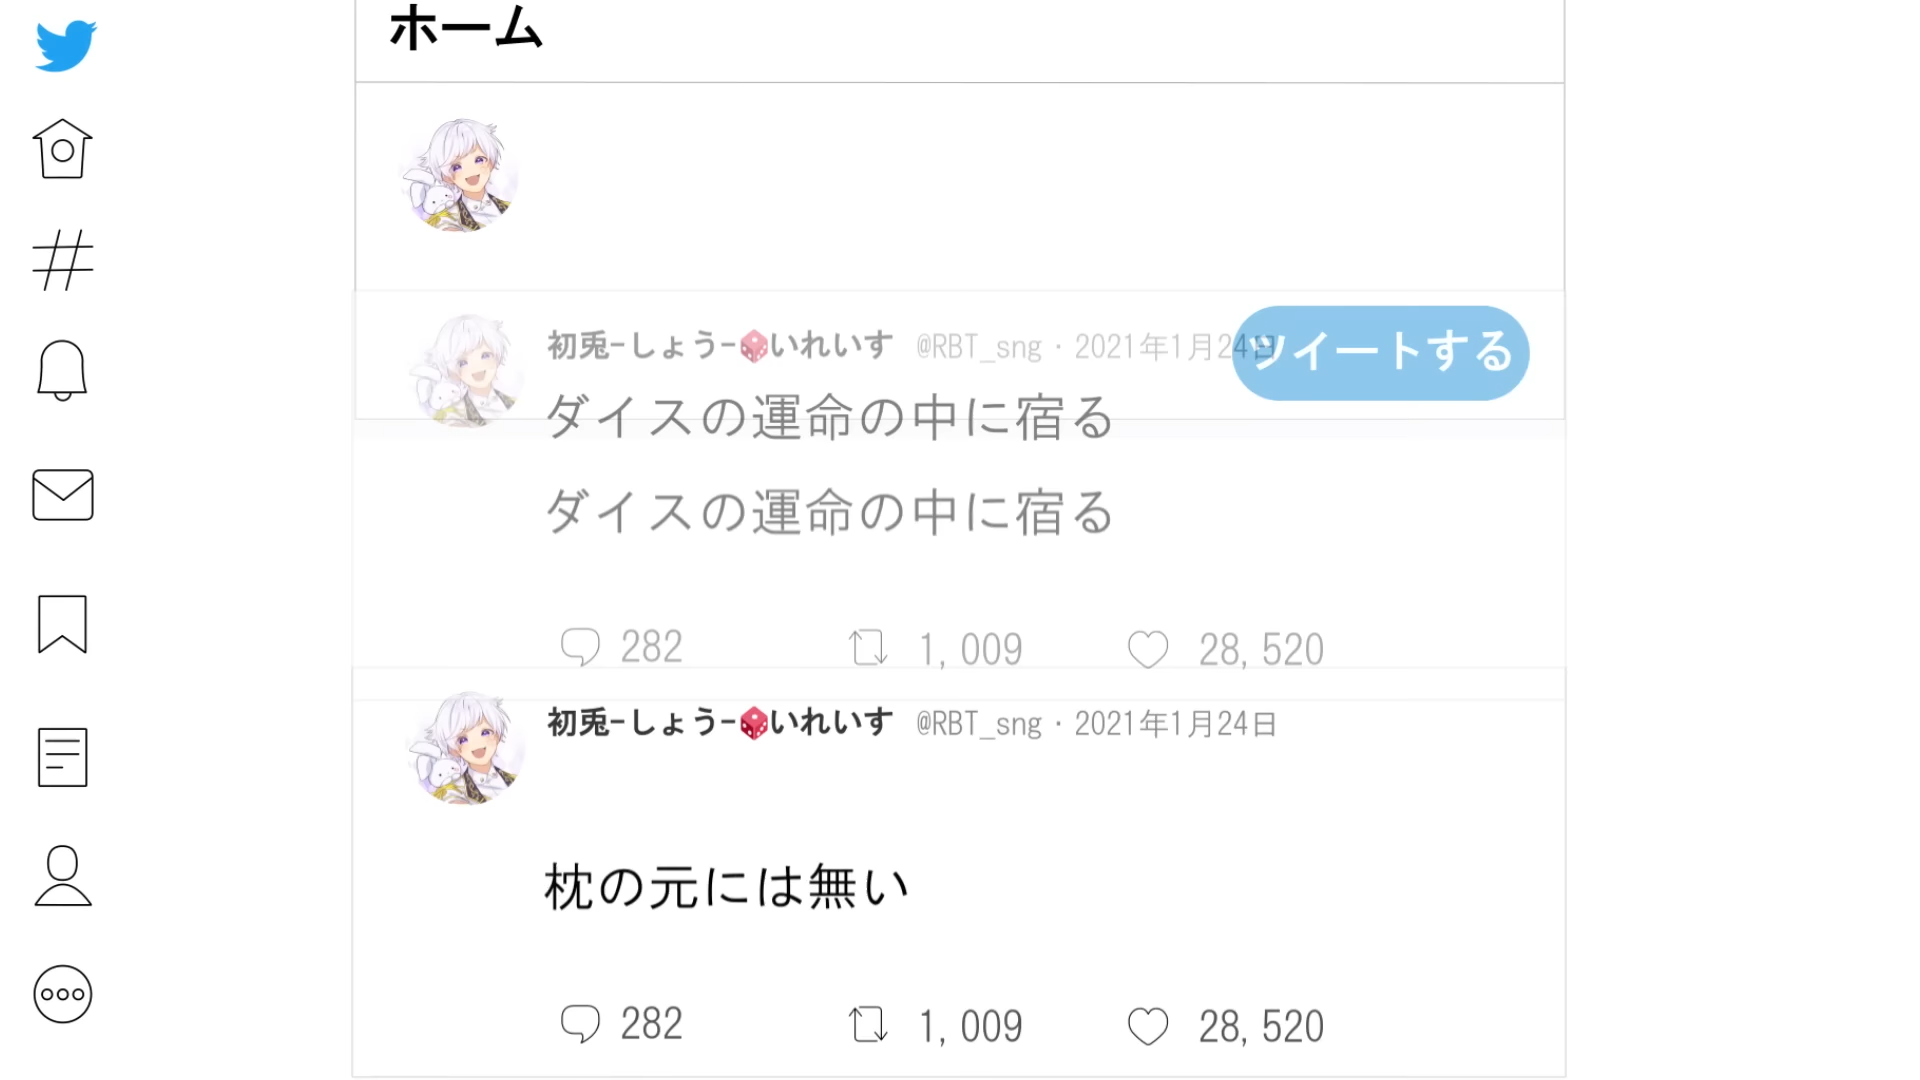 ホーム
初兎-しょう-🎲いれいす @RBT_sng · 2021年1月24日
ツイートする
ダイスの運命の中に宿る
ダイスの運命の中に宿る
282 1,009 28,520
初兎-しょう-🎲いれいす @RBT_sng · 2021年1月24日
枕の元には無い
282 1,009 28,520